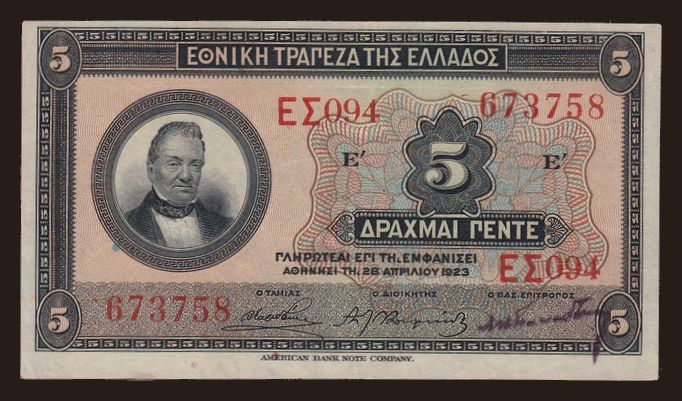 5 ΕΘΝΙΚΗ ΤΡΑΠΕΖΑ ΤΗΣ ΕΛΛΑΔΟΣ 5
ΕΣ094 673758
Ε' 5 Ε'
ΔΡΑΧΜΑΙ ΠΕΝΤΕ
ΠΛΗΡΩΤΕΑΙ ΕΠΙ ΤΗ, ΕΜΦΑΝΙΣΕΙ
ΑΘΗΝΗΣΙ ΤΗ, 28 ΑΠΡΙΛΙΟΥ 1923
ΕΣ094
673758
Ο ΤΑΜΙΑΣ Ο ΔΙΟΙΚΗΤΗΣ Ο ΒΑΣ. ΕΠΙΤΡΟΠΟΣ
5 5
AMERICAN BANK NOTE COMPANY.